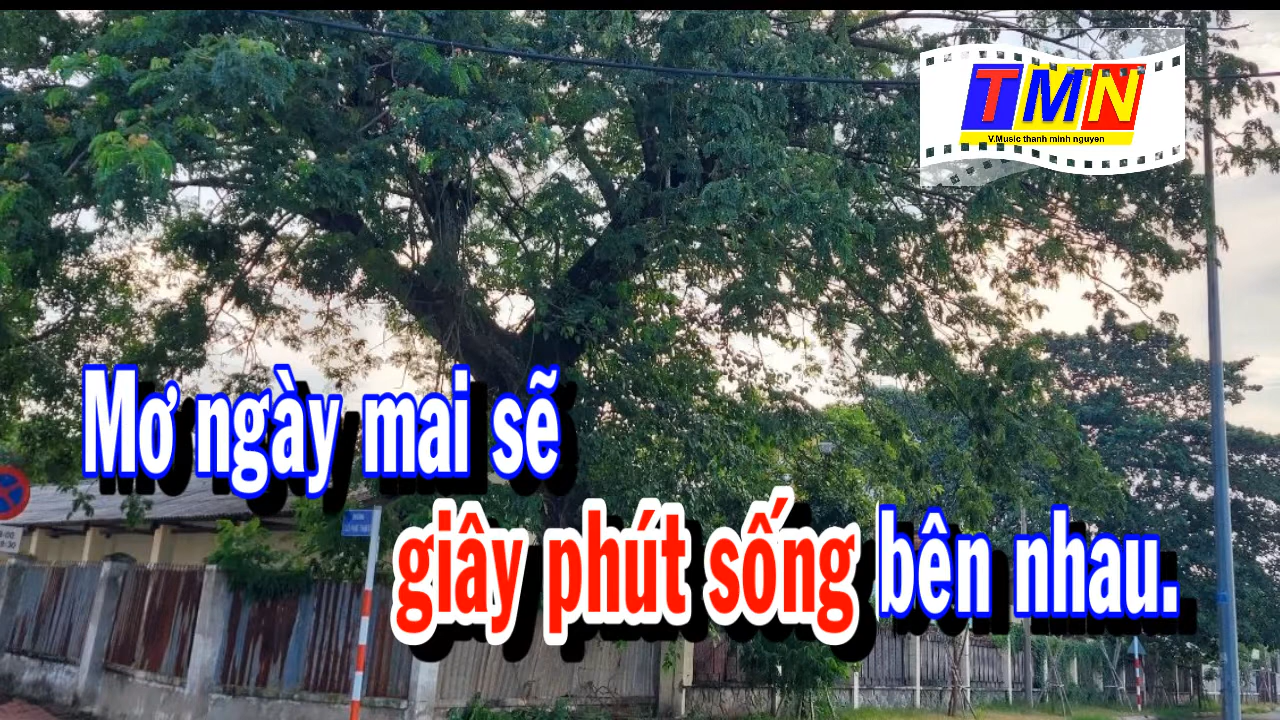 TMN
V.Music thanh minh nguyen
Mơ ngày mai sẽ
giây phút sống bên nhau.